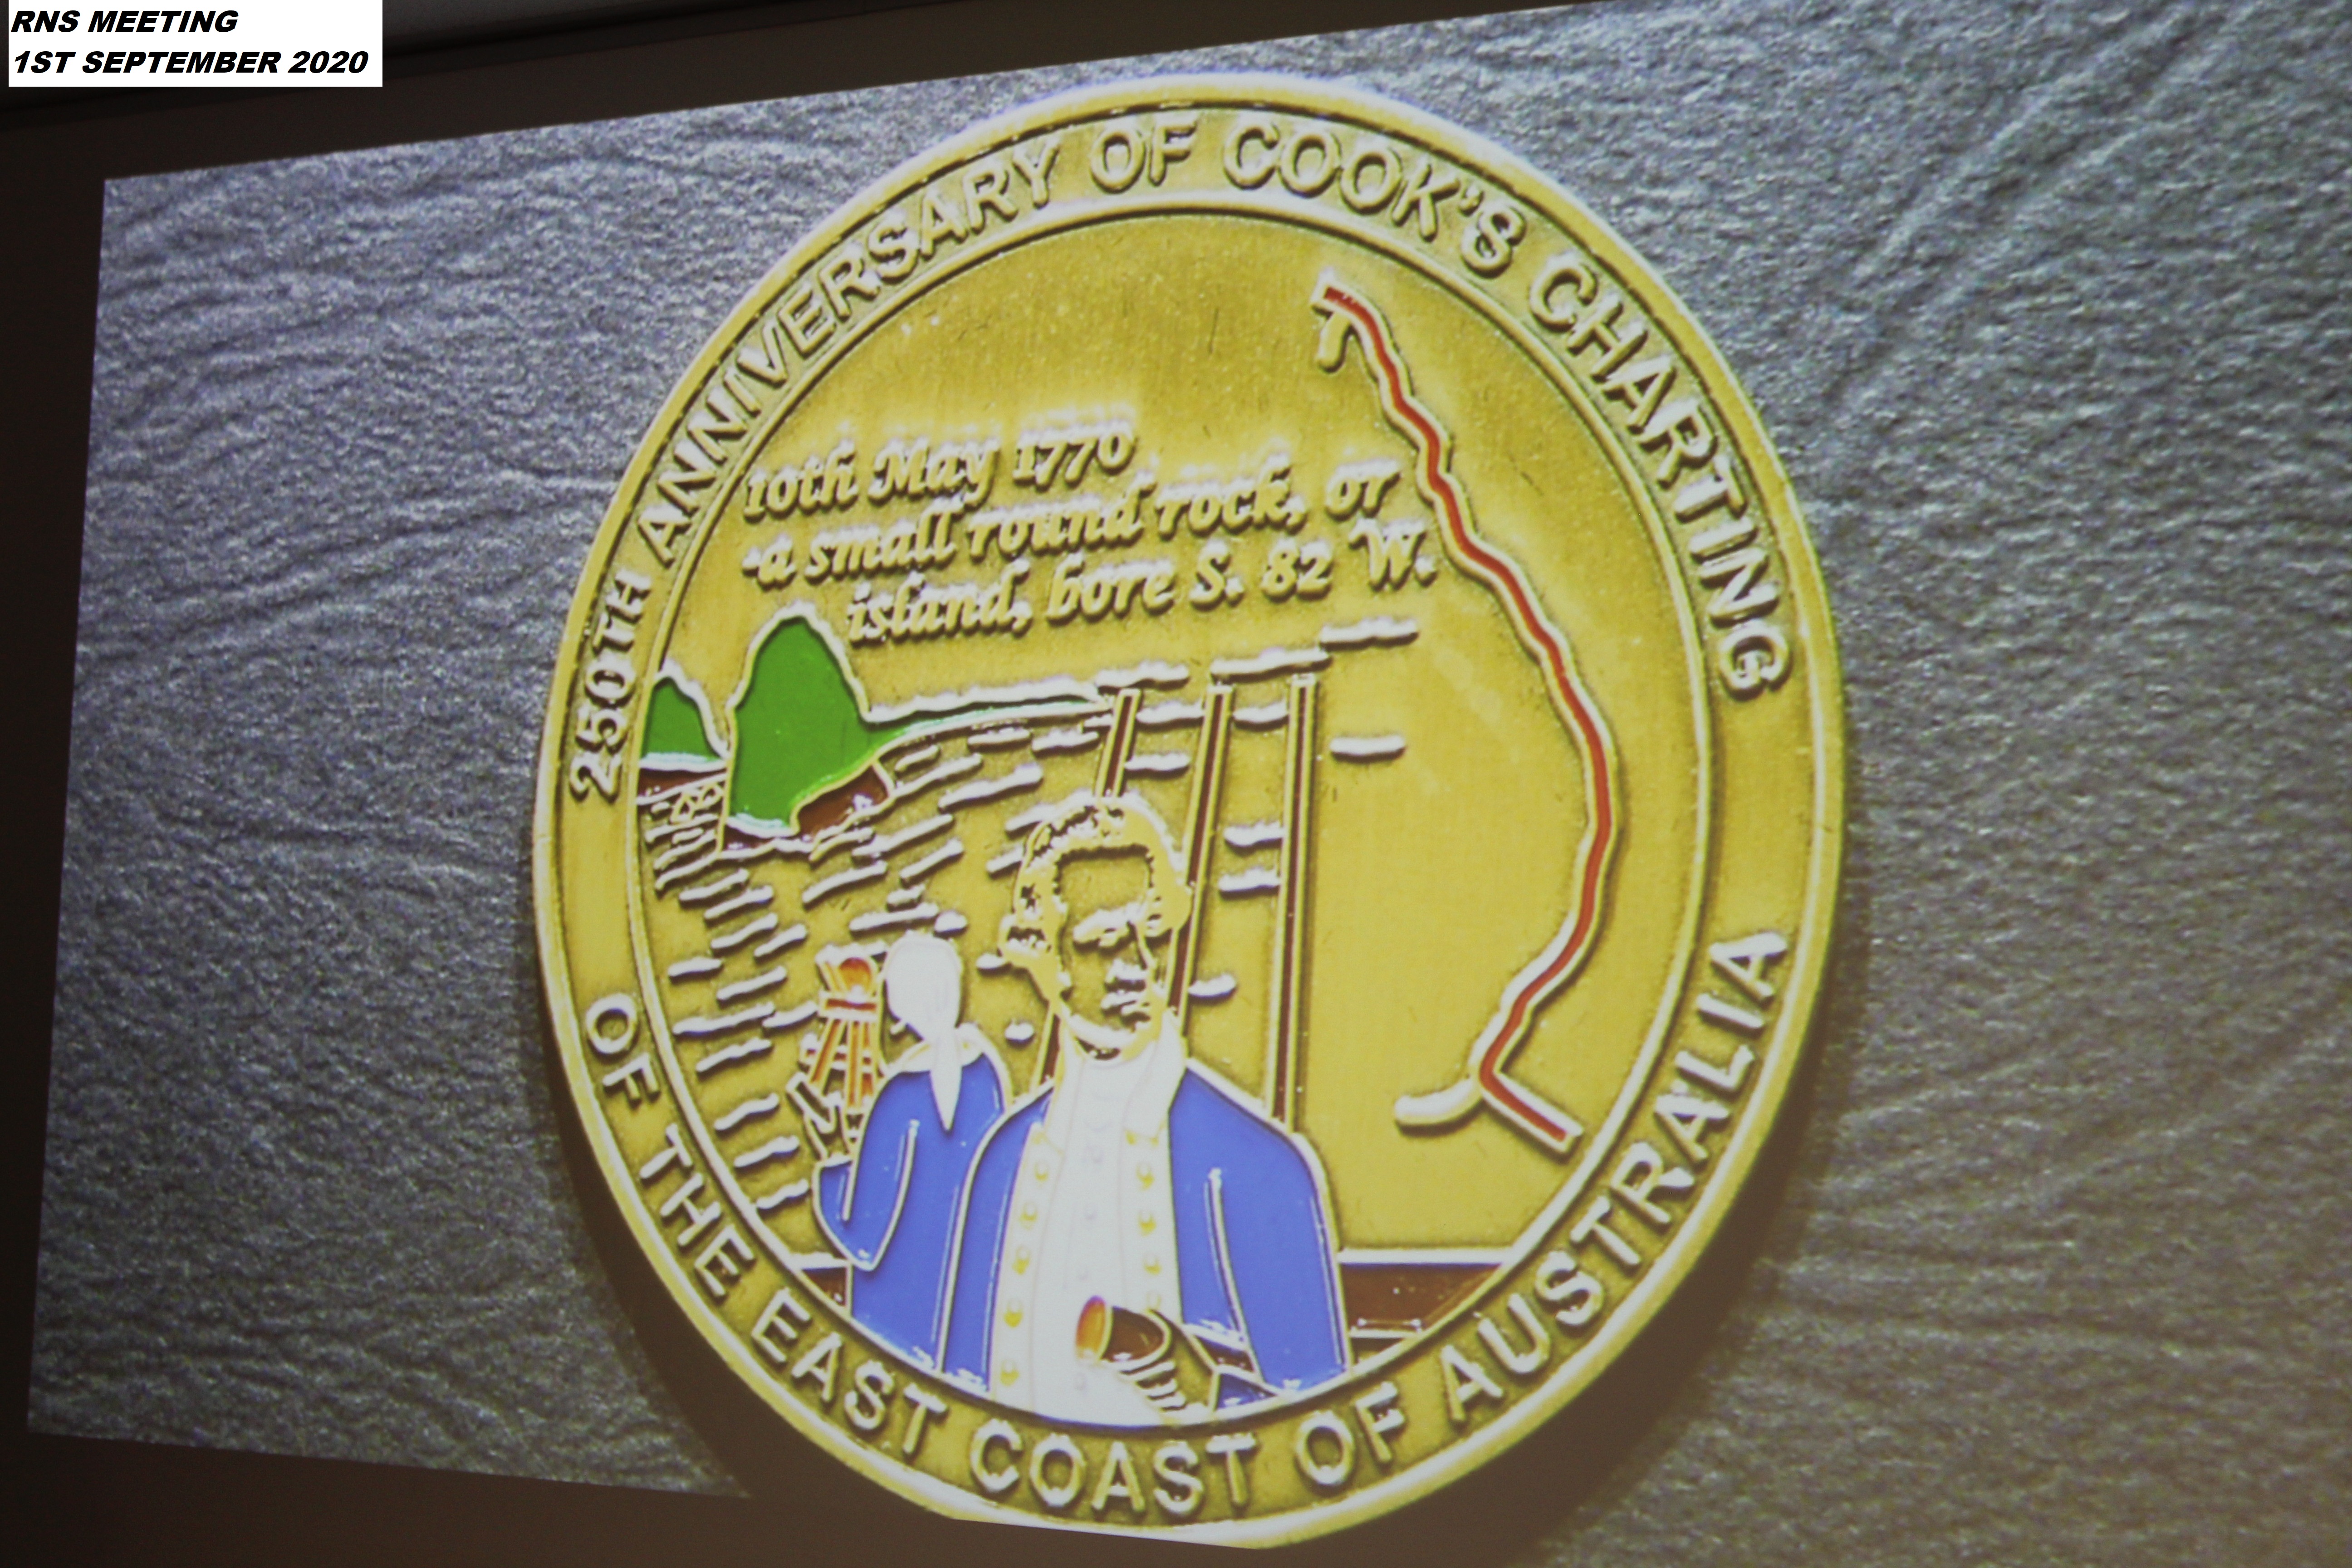 RNS MEETING
1ST SEPTEMBER 2020
250TH ANNIVERSARY OF COOK'S CHARTING
10th May 1770
-a small round rock, or
island, bore S. 82 W.
OF THE EAST COAST OF AUSTRALIA